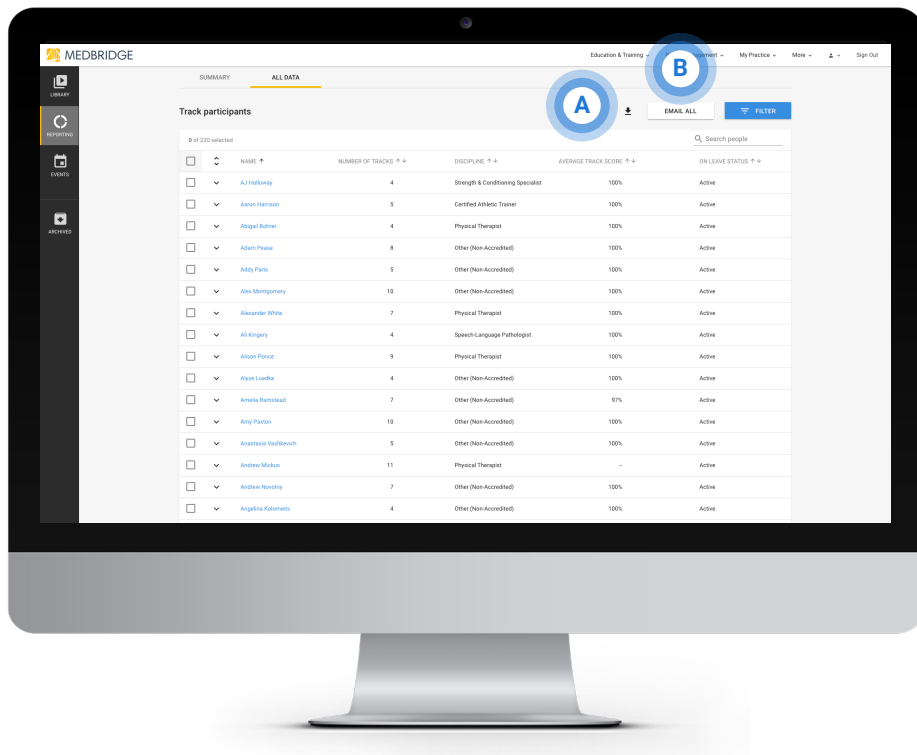 MEDBRIDGE
Education & Training
My Practice
More
Sign Out
B
LIBRARY
REPORTING
EVENTS
ARCHIVED
SUMMARY ALL DATA
Track participants
A
EMAIL ALL
FILTER
0 of 220 selected
Search people
NAME ↑ NUMBER OF TRACKS ↑↓ DISCIPLINE ↑↓ AVERAGE TRACK SCORE ↑↓ ON LEAVE STATUS ↑↓
AJ Holloway 4 Strength & Conditioning Specialist 100% Active
Aaron Harrison 5 Certified Athletic Trainer 100% Active
Abigail Bohrer 4 Physical Therapist 100% Active
Adam Pease 8 Other (Non-Accredited) 100% Active
Addy Paris 5 Other (Non-Accredited) 100% Active
Alex Montgomery 10 Other (Non-Accredited) 100% Active
Alexander White 7 Physical Therapist 100% Active
Ali Kingery 4 Speech-Language Pathologist 100% Active
Alison Ponce 9 Physical Therapist 100% Active
Alyse Luedke 4 Other (Non-Accredited) 100% Active
Amelia Ramstead 7 Other (Non-Accredited) 97% Active
Amy Paxton 10 Other (Non-Accredited) 100% Active
Anastasia Vashkevich 5 Other (Non-Accredited) 100% Active
Andrew Mickus 11 Physical Therapist – Active
Andrew Novotny 7 Other (Non-Accredited) 100% Active
Angelina Kolomiets 4 Other (Non-Accredited) 100% Active